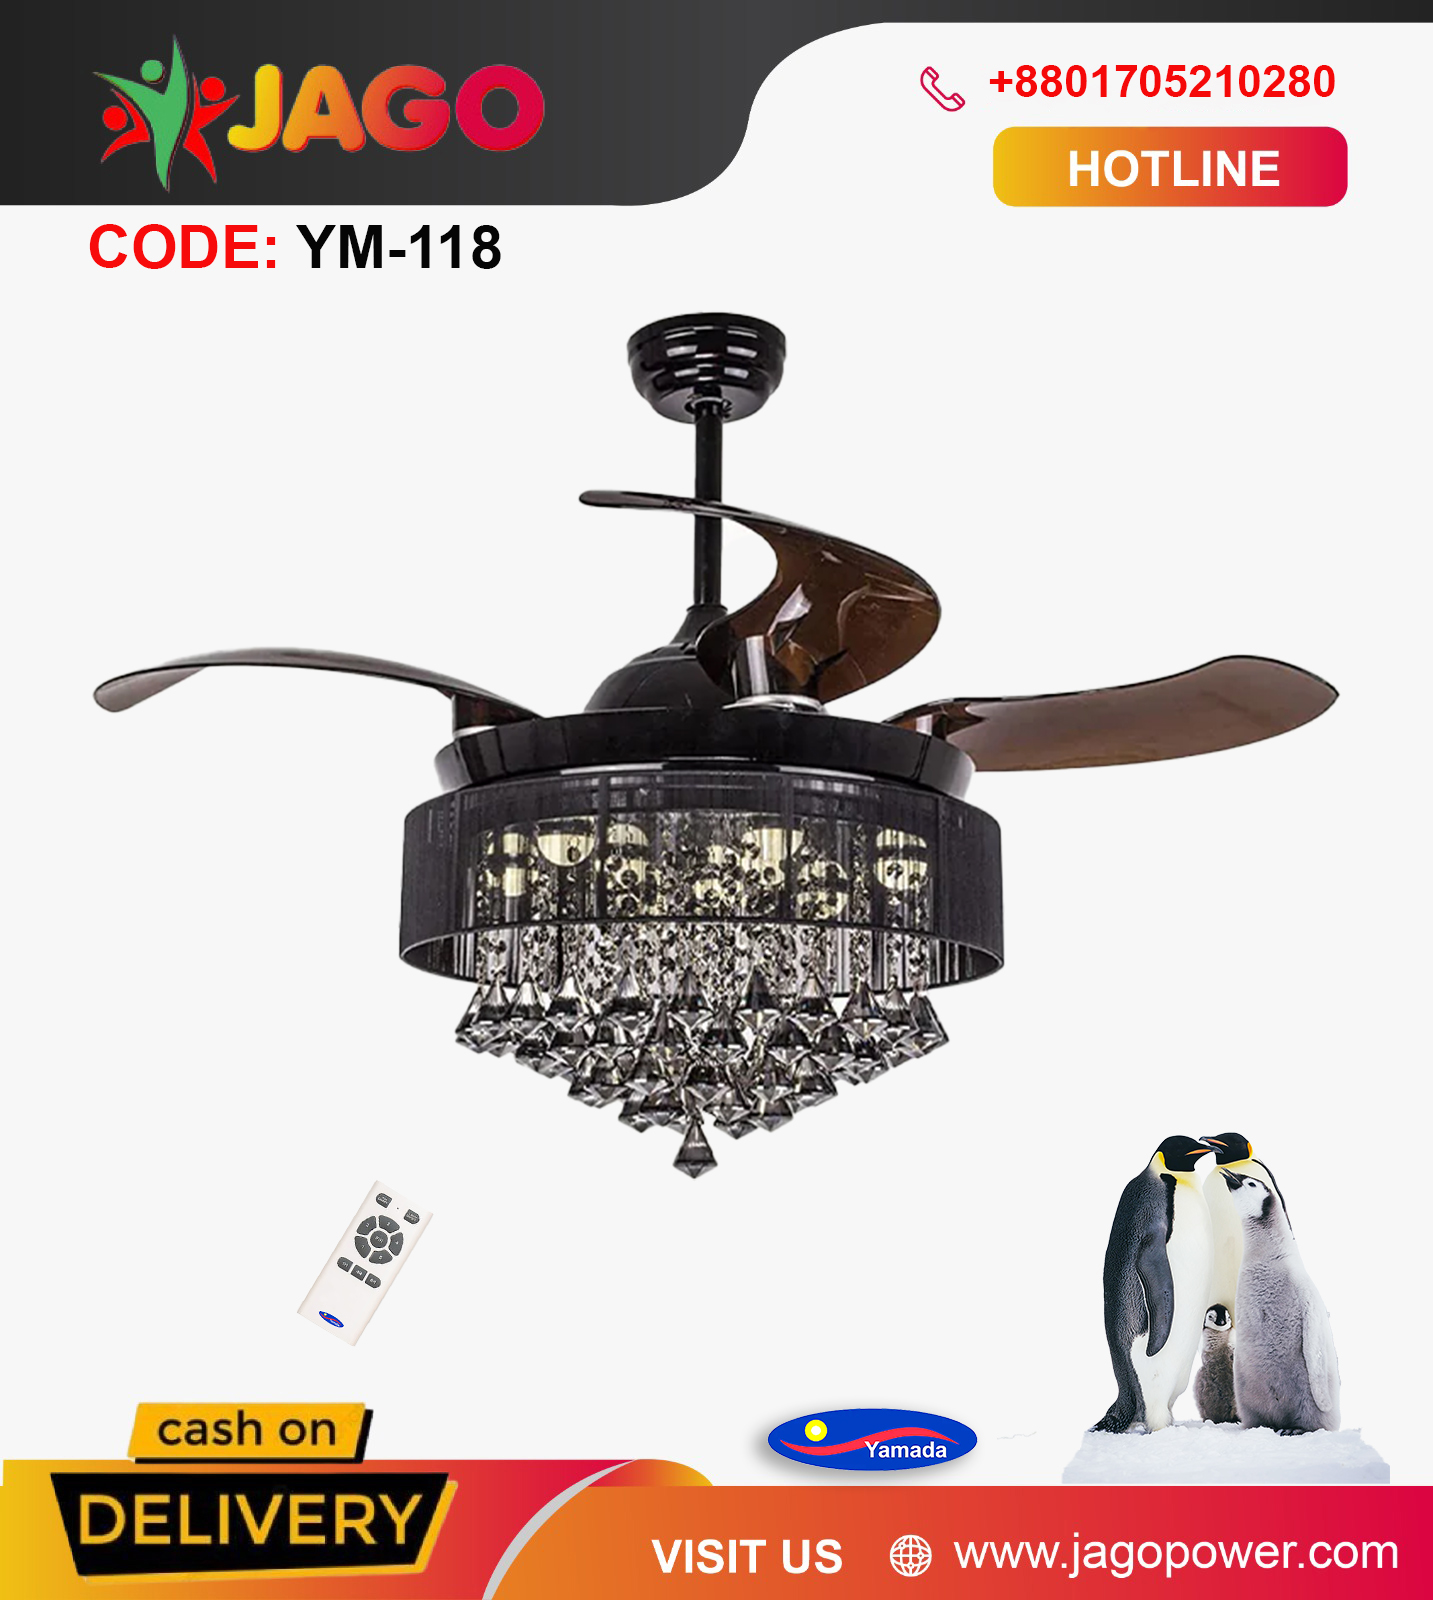 JAGO
+8801705210280
HOTLINE
CODE: YM-118
cash on
DELIVERY
Yamada
VISIT US
www.jagopower.com